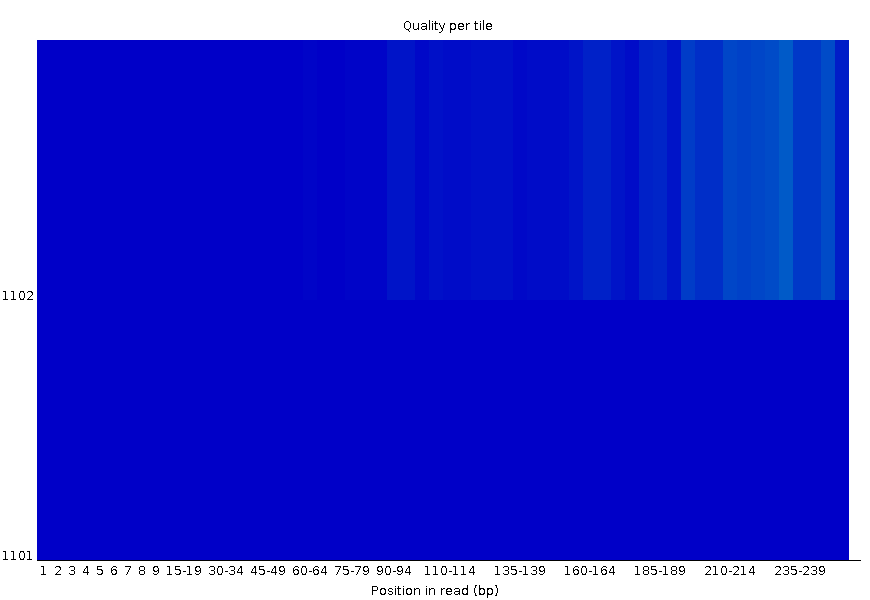 Quality per tile
1102
1101
1 2 3 4 5 6 7 8 9 15-19 30-34 45-49 60-64 75-79 90-94 110-114 135-139 160-164 185-189 210-214 235-239
Position in read (bp)